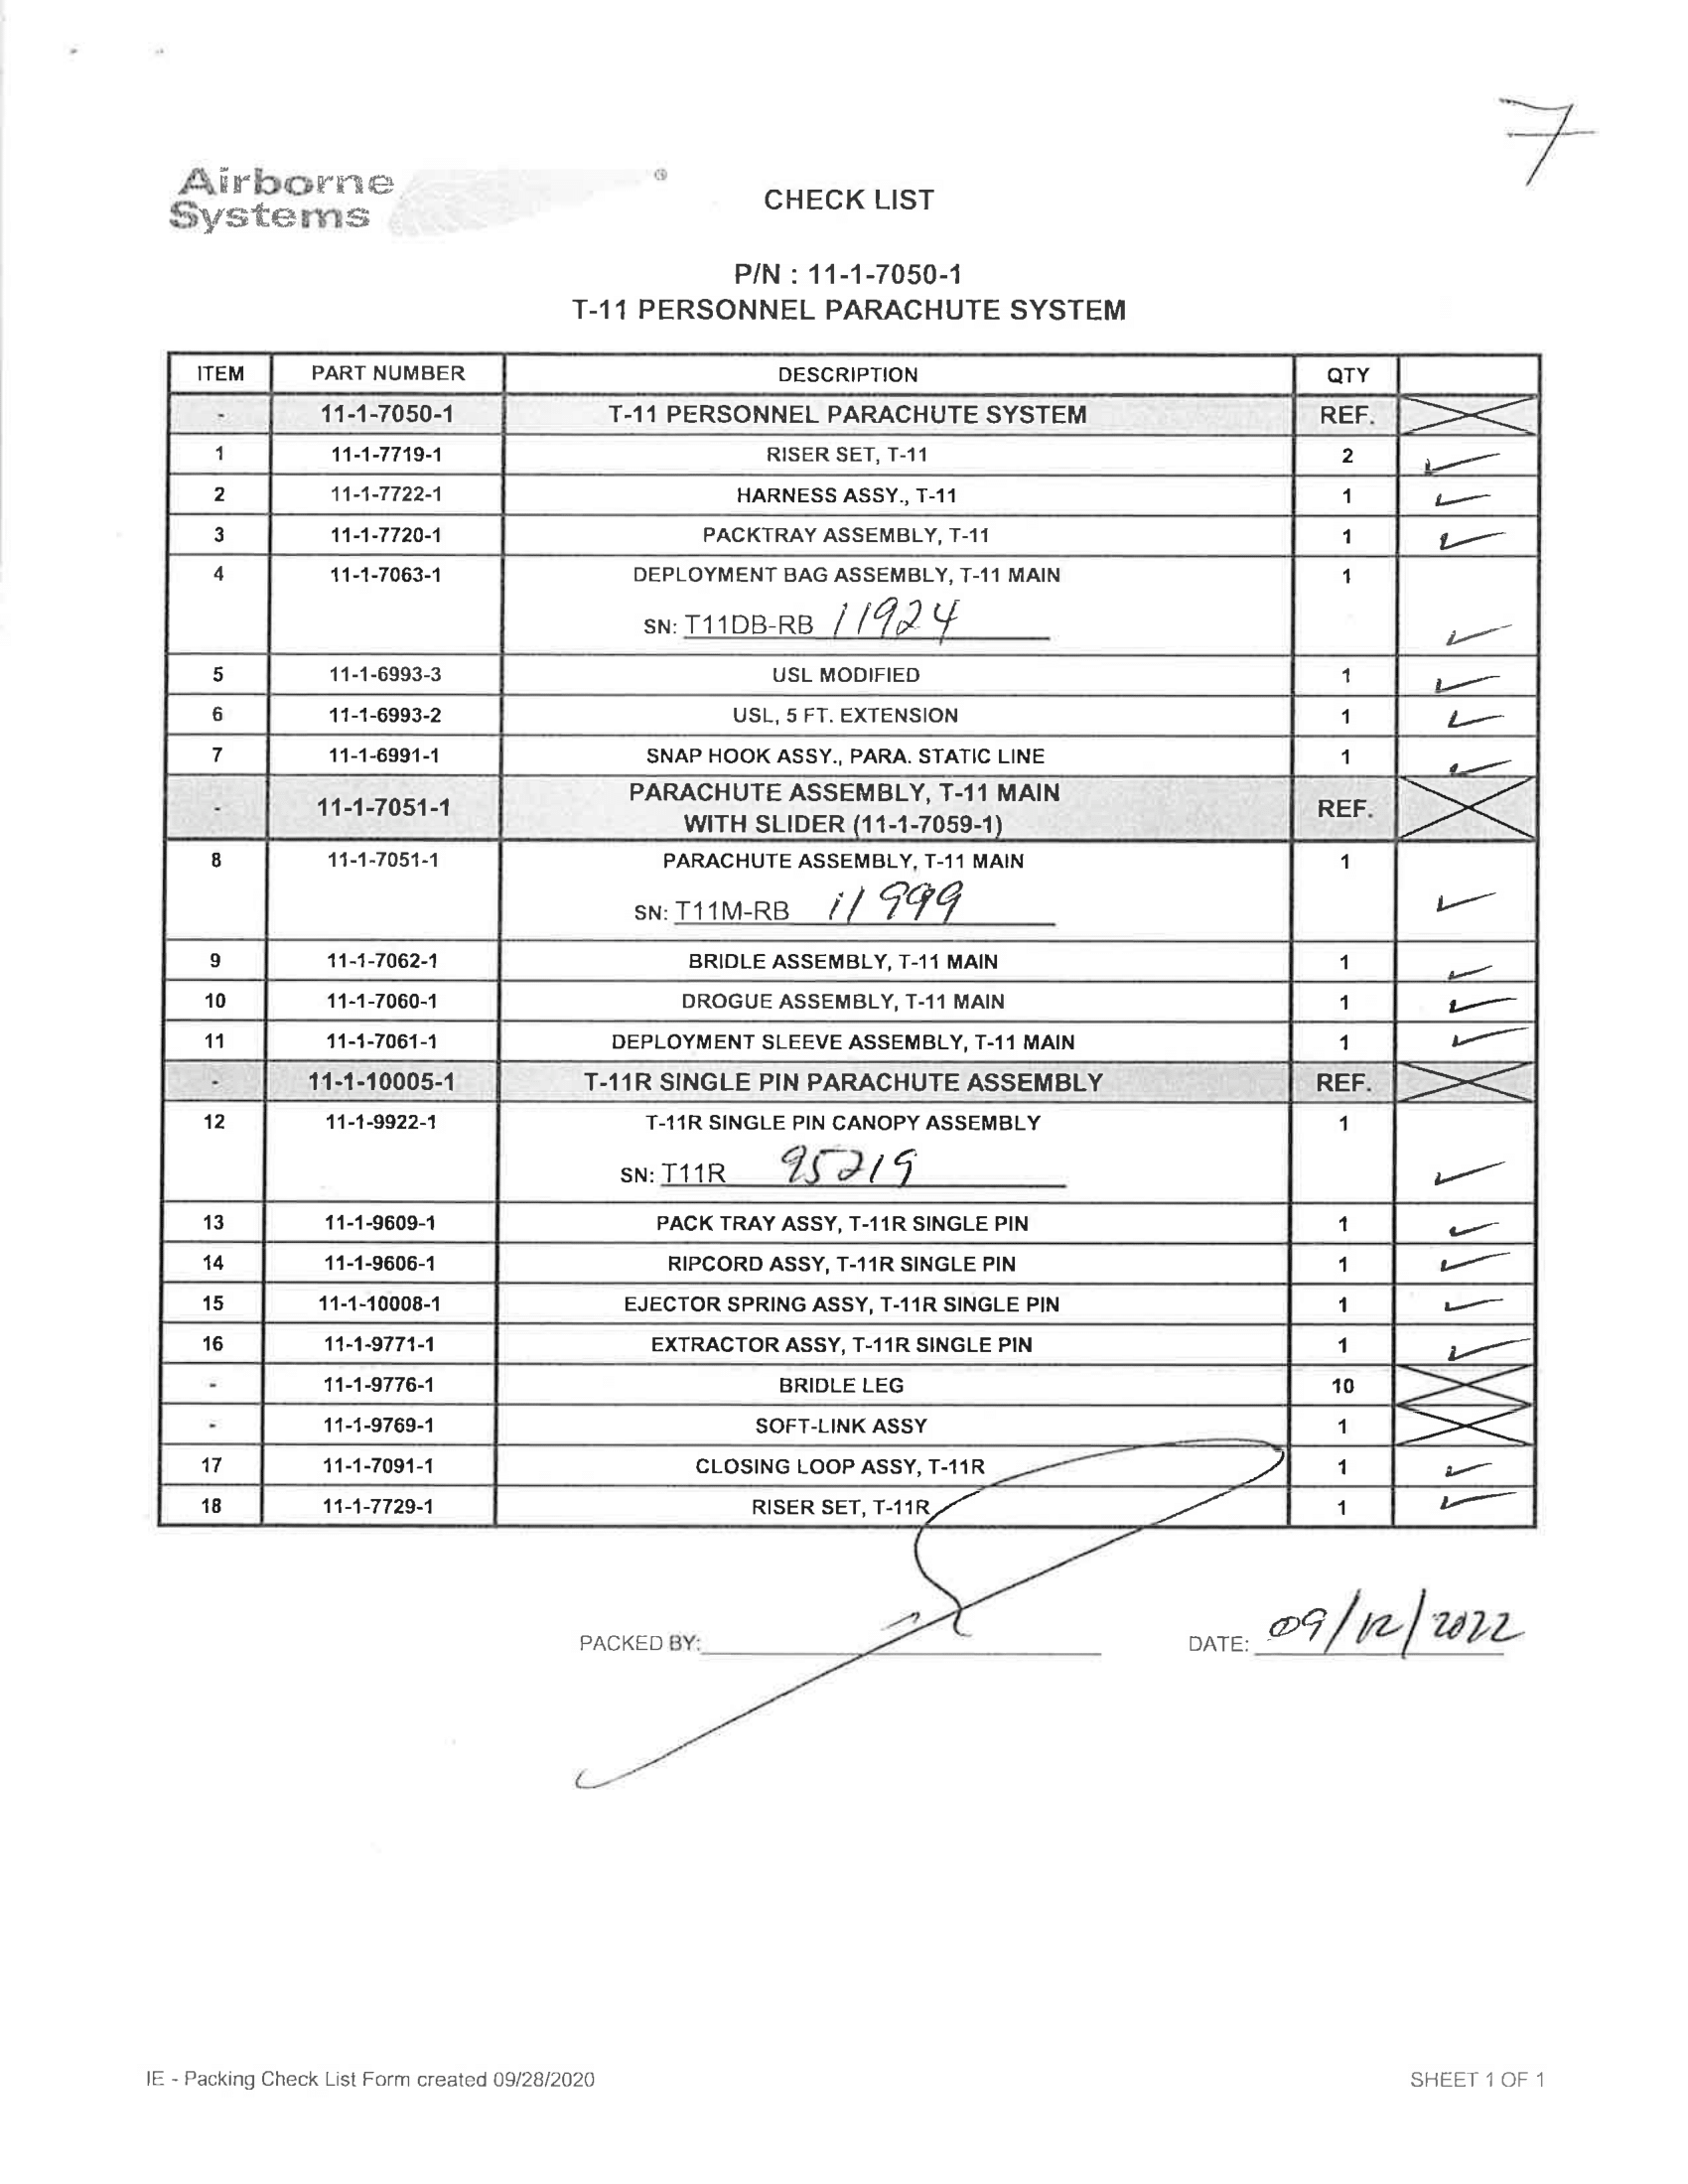 7
Airborne
Systems ®
CHECK LIST
P/N : 11-1-7050-1
T-11 PERSONNEL PARACHUTE SYSTEM
ITEM PART NUMBER DESCRIPTION QTY
- 11-1-7050-1 T-11 PERSONNEL PARACHUTE SYSTEM REF.
1 11-1-7719-1 RISER SET, T-11 2
2 11-1-7722-1 HARNESS ASSY., T-11 1
3 11-1-7720-1 PACKTRAY ASSEMBLY, T-11 1
4 11-1-7063-1 DEPLOYMENT BAG ASSEMBLY, T-11 MAIN 1
SN: T11DB-RB 11924
5 11-1-6993-3 USL MODIFIED 1
6 11-1-6993-2 USL, 5 FT. EXTENSION 1
7 11-1-6991-1 SNAP HOOK ASSY., PARA. STATIC LINE 1
- 11-1-7051-1 PARACHUTE ASSEMBLY, T-11 MAIN REF.
WITH SLIDER (11-1-7059-1)
8 11-1-7051-1 PARACHUTE ASSEMBLY, T-11 MAIN 1
SN: T11M-RB 11999
9 11-1-7062-1 BRIDLE ASSEMBLY, T-11 MAIN 1
10 11-1-7060-1 DROGUE ASSEMBLY, T-11 MAIN 1
11 11-1-7061-1 DEPLOYMENT SLEEVE ASSEMBLY, T-11 MAIN 1
- 11-1-10005-1 T-11R SINGLE PIN PARACHUTE ASSEMBLY REF.
12 11-1-9922-1 T-11R SINGLE PIN CANOPY ASSEMBLY 1
SN: T11R 95219
13 11-1-9609-1 PACK TRAY ASSY, T-11R SINGLE PIN 1
14 11-1-9606-1 RIPCORD ASSY, T-11R SINGLE PIN 1
15 11-1-10008-1 EJECTOR SPRING ASSY, T-11R SINGLE PIN 1
16 11-1-9771-1 EXTRACTOR ASSY, T-11R SINGLE PIN 1
- 11-1-9776-1 BRIDLE LEG 10
- 11-1-9769-1 SOFT-LINK ASSY 1
17 11-1-7091-1 CLOSING LOOP ASSY, T-11R 1
18 11-1-7729-1 RISER SET, T-11R 1
PACKED BY: DATE: 09/12/2022
IE - Packing Check List Form created 09/28/2020 SHEET 1 OF 1